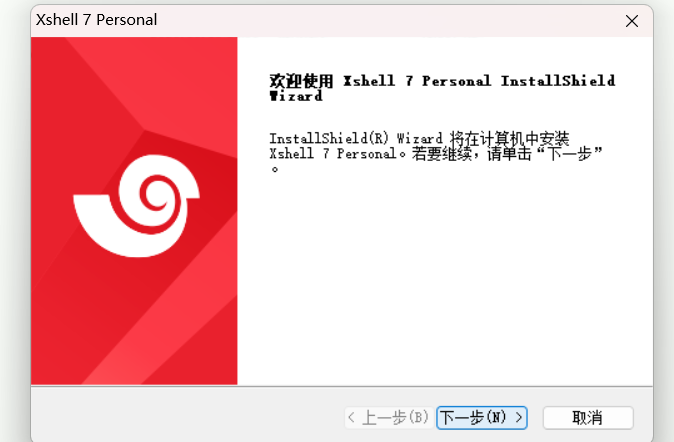 Xshell 7 Personal
欢迎使用 Xshell 7 Personal InstallShield
Wizard
InstallShield(R) Wizard 将在计算机中安装
Xshell 7 Personal。若要继续，请单击“下一步”
。
< 上一步(B) 下一步(N) > 取消